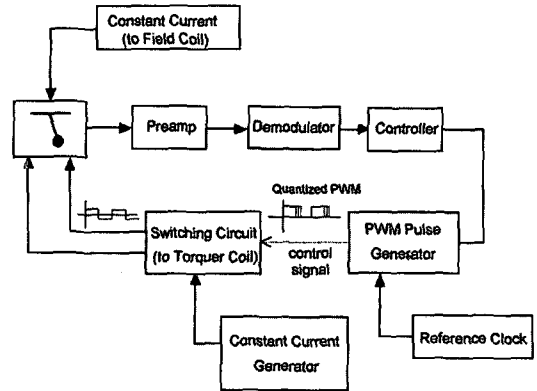 Constant Current
(to Field Coil)
Preamp
Demodulator
Controller
Quantized PWM
Switching Circuit
(to Torquer Coil)
control
signal
PWM Pulse
Generator
Constant Current
Generator
Reference Clock